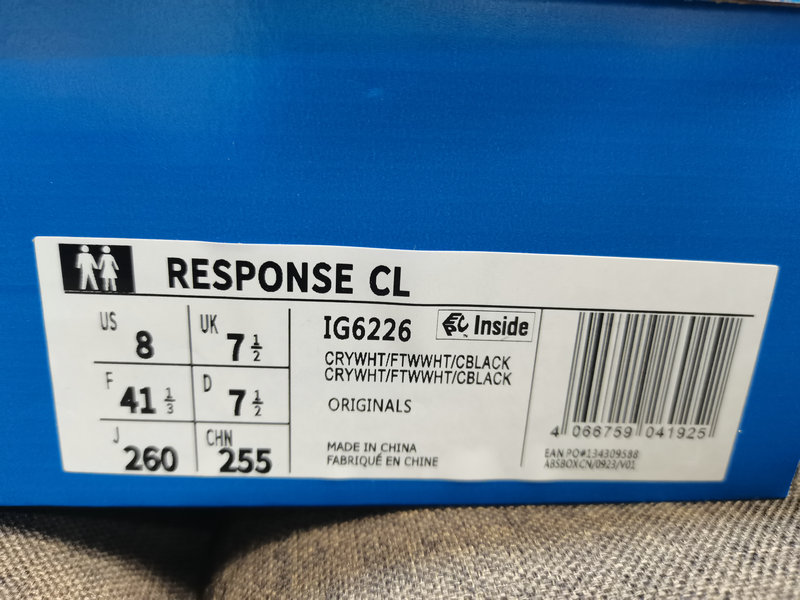 RESPONSE CL
US 8 UK 7 1/2
F 41 1/3 D 7 1/2
J 260 CHN 255
IG6226 Inside
CRYWHT/FTWWHT/CBLACK
CRYWHT/FTWWHT/CBLACK
ORIGINALS
MADE IN CHINA
FABRIQUÉ EN CHINE
4 066759 041925
EAN PO#134309588
ABSBOXCN/0923/V01